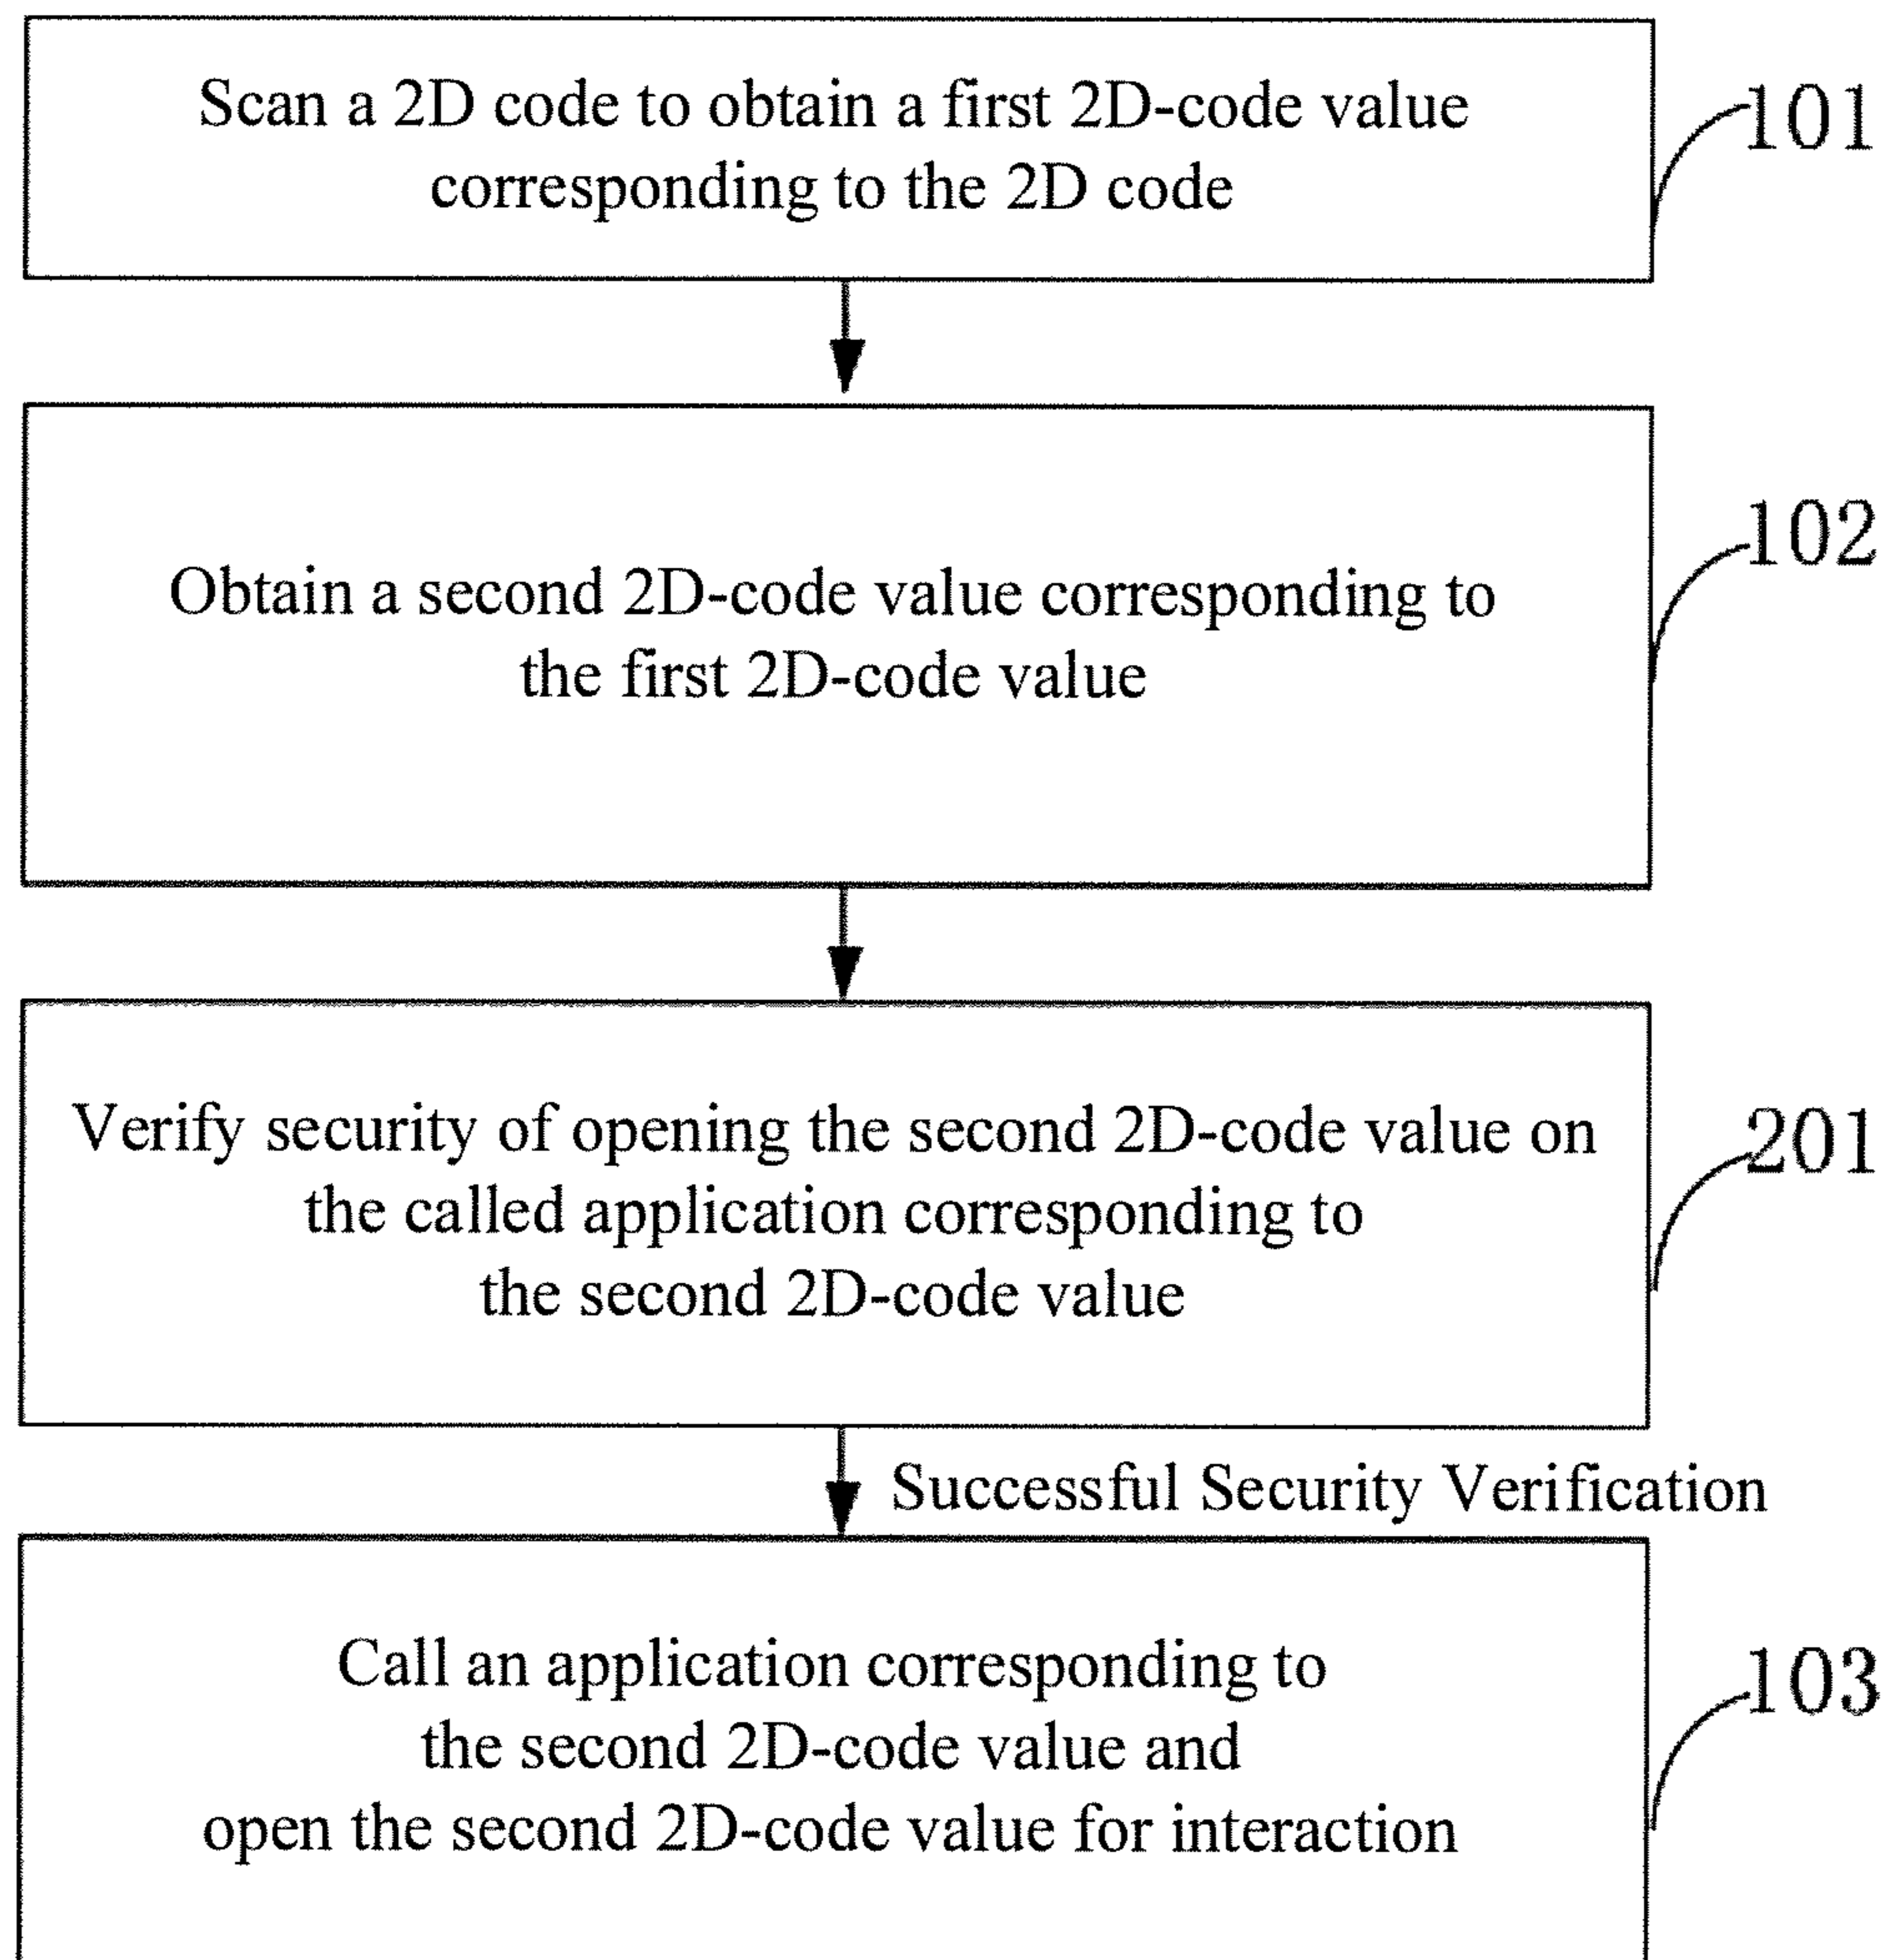 Scan a 2D code to obtain a first 2D-code value
corresponding to the 2D code
101
Obtain a second 2D-code value corresponding to
the first 2D-code value
102
Verify security of opening the second 2D-code value on
the called application corresponding to
the second 2D-code value
201
Successful Security Verification
Call an application corresponding to
the second 2D-code value and
open the second 2D-code value for interaction
103